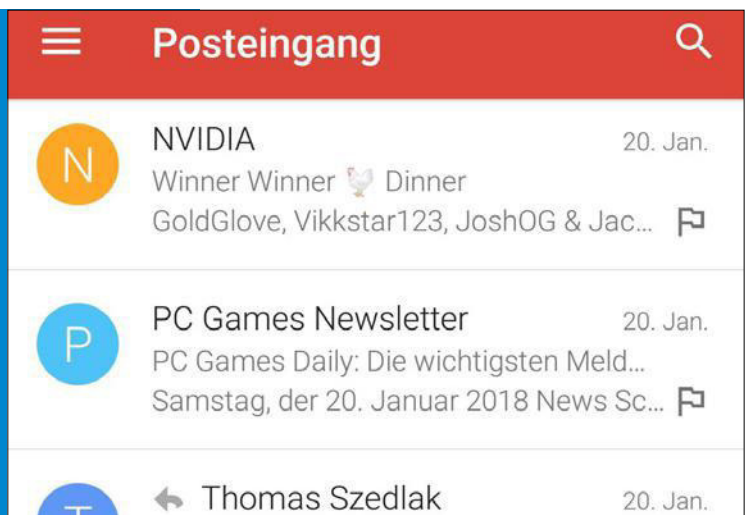 Posteingang
N
NVIDIA 20. Jan.
Winner Winner 🐓 Dinner
GoldGlove, Vikkstar123, JoshOG & Jac...
P
PC Games Newsletter 20. Jan.
PC Games Daily: Die wichtigsten Meld...
Samstag, der 20. Januar 2018 News Sc...
T
Thomas Szedlak 20. Jan.